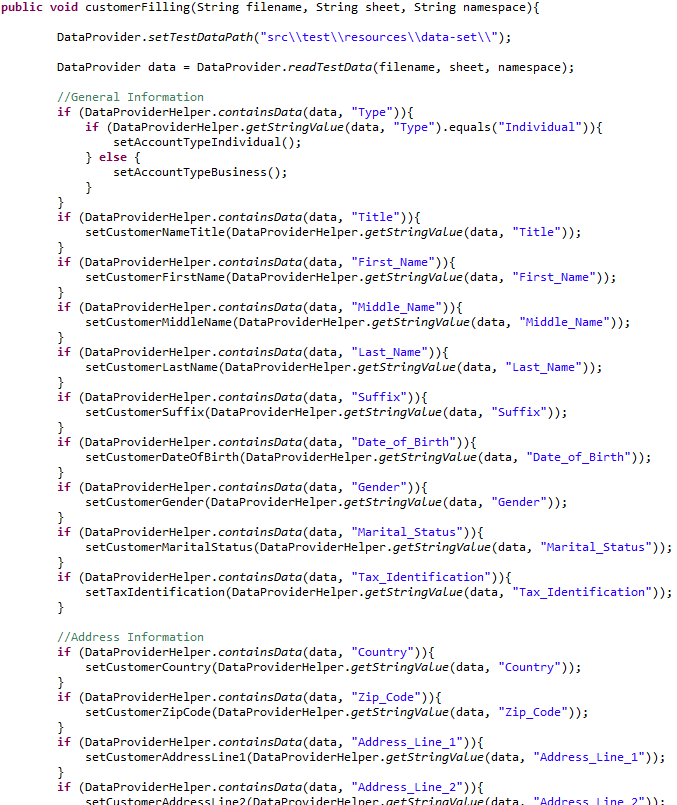 public void customerFilling(String filename, String sheet, String namespace){
DataProvider.setTestDataPath("src\\test\\resources\\data-set\\");
DataProvider data = DataProvider.readTestData(filename, sheet, namespace);
//General Information
if (DataProviderHelper.containsData(data, "Type")){
if (DataProviderHelper.getStringValue(data, "Type").equals("Individual")){
setAccountTypeIndividual();
} else {
setAccountTypeBusiness();
}
}
if (DataProviderHelper.containsData(data, "Title")){
setCustomerNameTitle(DataProviderHelper.getStringValue(data, "Title"));
}
if (DataProviderHelper.containsData(data, "First_Name")){
setCustomerFirstName(DataProviderHelper.getStringValue(data, "First_Name"));
}
if (DataProviderHelper.containsData(data, "Middle_Name")){
setCustomerMiddleName(DataProviderHelper.getStringValue(data, "Middle_Name"));
}
if (DataProviderHelper.containsData(data, "Last_Name")){
setCustomerLastName(DataProviderHelper.getStringValue(data, "Last_Name"));
}
if (DataProviderHelper.containsData(data, "Suffix")){
setCustomerSuffix(DataProviderHelper.getStringValue(data, "Suffix"));
}
if (DataProviderHelper.containsData(data, "Date_of_Birth")){
setCustomerDateOfBirth(DataProviderHelper.getStringValue(data, "Date_of_Birth"));
}
if (DataProviderHelper.containsData(data, "Gender")){
setCustomerGender(DataProviderHelper.getStringValue(data, "Gender"));
}
if (DataProviderHelper.containsData(data, "Marital_Status")){
setCustomerMaritalStatus(DataProviderHelper.getStringValue(data, "Marital_Status"));
}
if (DataProviderHelper.containsData(data, "Tax_Identification")){
setTaxIdentification(DataProviderHelper.getStringValue(data, "Tax_Identification"));
}
//Address Information
if (DataProviderHelper.containsData(data, "Country")){
setCustomerCountry(DataProviderHelper.getStringValue(data, "Country"));
}
if (DataProviderHelper.containsData(data, "Zip_Code")){
setCustomerZipCode(DataProviderHelper.getStringValue(data, "Zip_Code"));
}
if (DataProviderHelper.containsData(data, "Address_Line_1")){
setCustomerAddressLine1(DataProviderHelper.getStringValue(data, "Address_Line_1"));
}
if (DataProviderHelper.containsData(data, "Address_Line_2")){
setCustomerAddressLine2(DataProviderHelper.getStringValue(data, "Address_Line_2"));